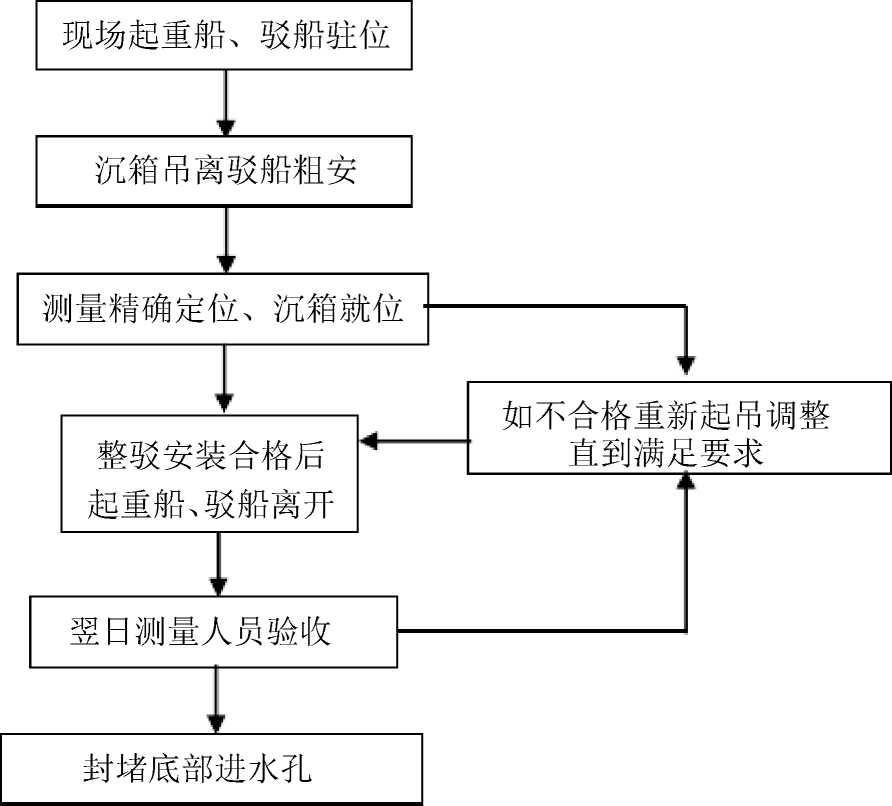 现场起重船、驳船驻位
沉箱吊离驳船粗安
测量精确定位、沉箱就位
如不合格重新起吊调整
直到满足要求
整驳安装合格后
起重船、驳船离开
翌日测量人员验收
封堵底部进水孔